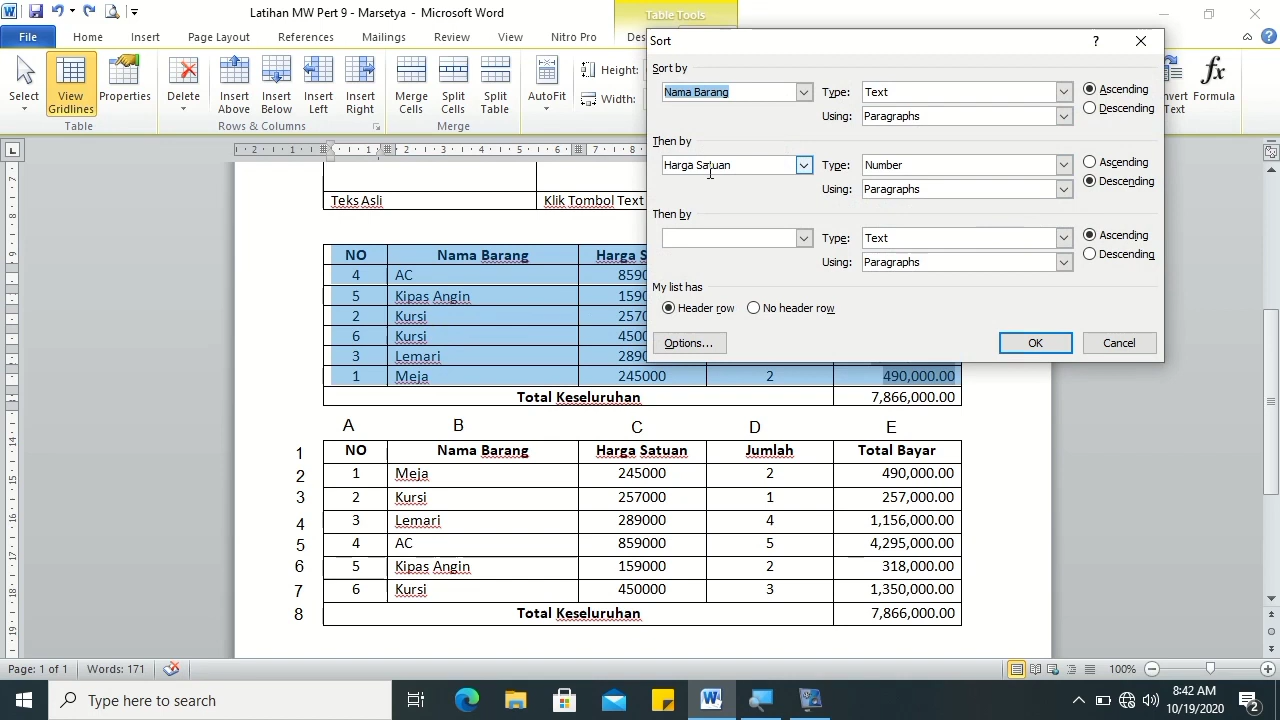 Latihan MW Pert 9 - Marsetya - Microsoft Word
Table Tools
File Home Insert Page Layout References Mailings Review View Nitro Pro
Select
View Gridlines
Properties
Table
Delete
Insert Above
Insert Below
Insert Left
Insert Right
Rows & Columns
Merge Cells
Split Cells
Split Table
Merge
AutoFit
Height:
Width:
Text
Formula
Sort
Sort by
Nama Barang Type: Text Ascending
Using: Paragraphs Descending
Then by
Harga Satuan Type: Number Ascending
Using: Paragraphs Descending
Then by
Type: Text Ascending
Using: Paragraphs Descending
My list has
Header row No header row
Options... OK Cancel
Teks Asli Klik Tombol Text
NO Nama Barang Harga S
4 AC 8590
5 Kipas Angin 1590
2 Kursi 2570
6 Kursi 4500
3 Lemari 2890
1 Meja 245000 2 490,000.00
Total Keseluruhan 7,866,000.00
A B C D E
1 NO Nama Barang Harga Satuan Jumlah Total Bayar
2 1 Meja 245000 2 490,000.00
3 2 Kursi 257000 1 257,000.00
4 3 Lemari 289000 4 1,156,000.00
5 4 AC 859000 5 4,295,000.00
6 5 Kipas Angin 159000 2 318,000.00
7 6 Kursi 450000 3 1,350,000.00
8 Total Keseluruhan 7,866,000.00
Page: 1 of 1 Words: 171 100%
Type here to search
8:42 AM
10/19/2020
2